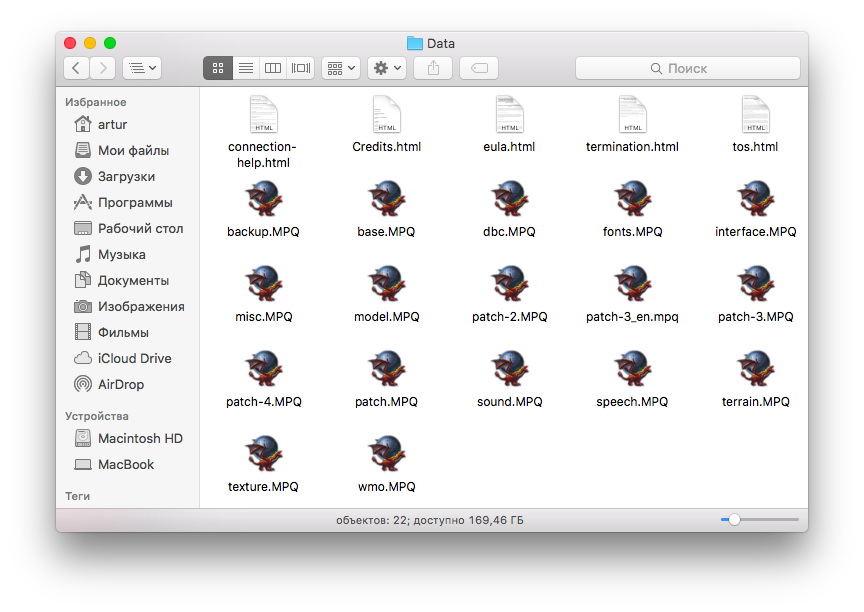 Data
Поиск
Избранное
artur
Мои файлы
Загрузки
Программы
Рабочий стол
Музыка
Документы
Изображения
Фильмы
iCloud Drive
AirDrop
Устройства
Macintosh HD
MacBook
Теги
HTML HTML HTML HTML HTML
connection- Credits.html eula.html termination.html tos.html
help.html
backup.MPQ base.MPQ dbc.MPQ fonts.MPQ interface.MPQ
misc.MPQ model.MPQ patch-2.MPQ patch-3_en.mpq patch-3.MPQ
patch-4.MPQ patch.MPQ sound.MPQ speech.MPQ terrain.MPQ
texture.MPQ wmo.MPQ
объектов: 22; доступно 169,46 ГБ